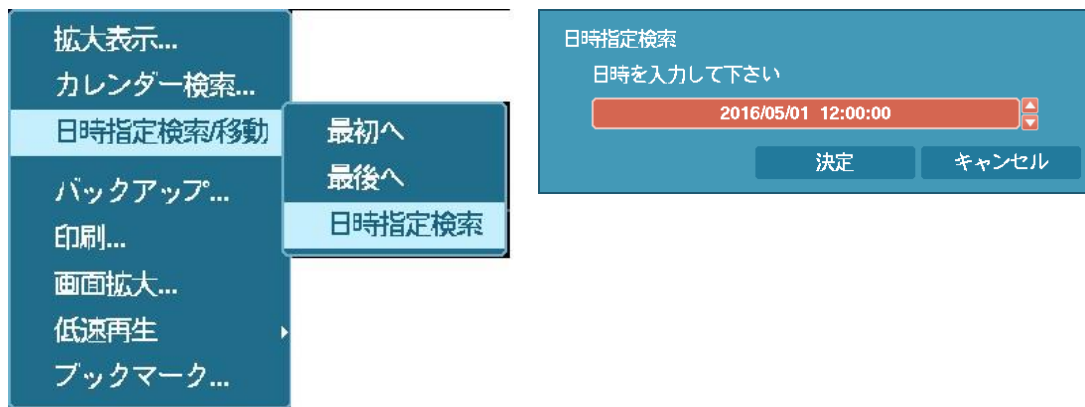 拡大表示...
カレンダー検索...
日時指定検索/移動
バックアップ...
印刷...
画面拡大...
低速再生
ブックマーク...
最初へ
最後へ
日時指定検索
日時指定検索
日時を入力して下さい
2016/05/01 12:00:00
決定
キャンセル